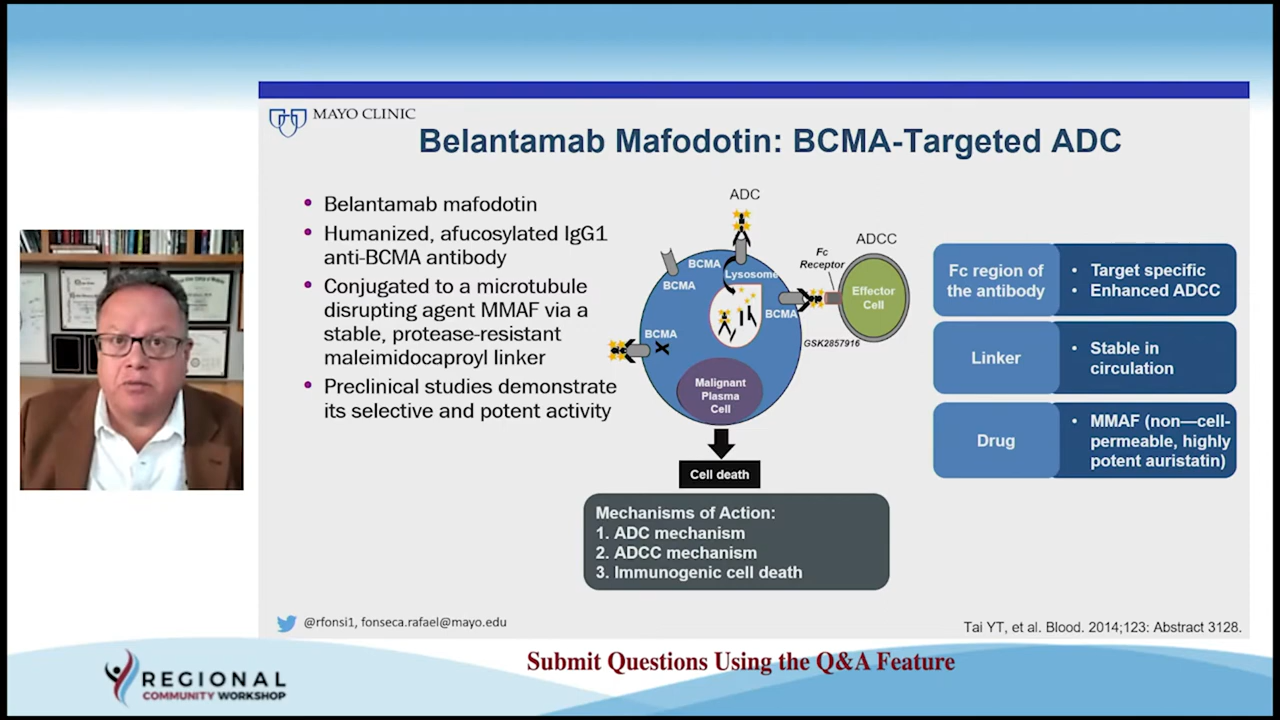 MAYO CLINIC
Belantamab Mafodotin: BCMA-Targeted ADC
• Belantamab mafodotin
• Humanized, afucosylated IgG1
anti-BCMA antibody
• Conjugated to a microtubule
disrupting agent MMAF via a
stable, protease-resistant
maleimidocaproyl linker
• Preclinical studies demonstrate
its selective and potent activity
ADC
ADCC
Fc
Receptor
BCMA
Lysosome
BCMA
Effector
Cell
BCMA
BCMA
GSK2857916
Malignant
Plasma
Cell
Cell death
Mechanisms of Action:
1. ADC mechanism
2. ADCC mechanism
3. Immunogenic cell death
Fc region of
the antibody
• Target specific
• Enhanced ADCC
Linker
• Stable in
circulation
Drug
• MMAF (non—cell-
permeable, highly
potent auristatin)
@rfonsi1, fonseca.rafael@mayo.edu
Tai YT, et al. Blood. 2014;123: Abstract 3128.
Submit Questions Using the Q&A Feature
REGIONAL
COMMUNITY WORKSHOP